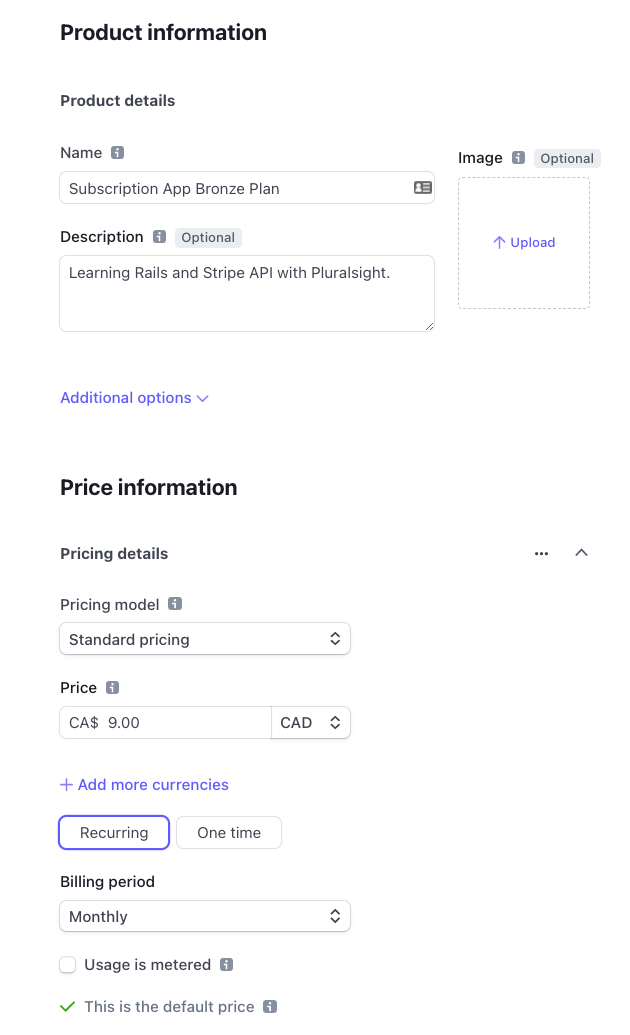 Product information
Product details
Name
Image Optional
Subscription App Bronze Plan
Description Optional
Upload
Learning Rails and Stripe API with Pluralsight.
Additional options
Price information
Pricing details
Pricing model
Standard pricing
Price
CA$ 9.00 CAD
Add more currencies
Recurring One time
Billing period
Monthly
Usage is metered
This is the default price